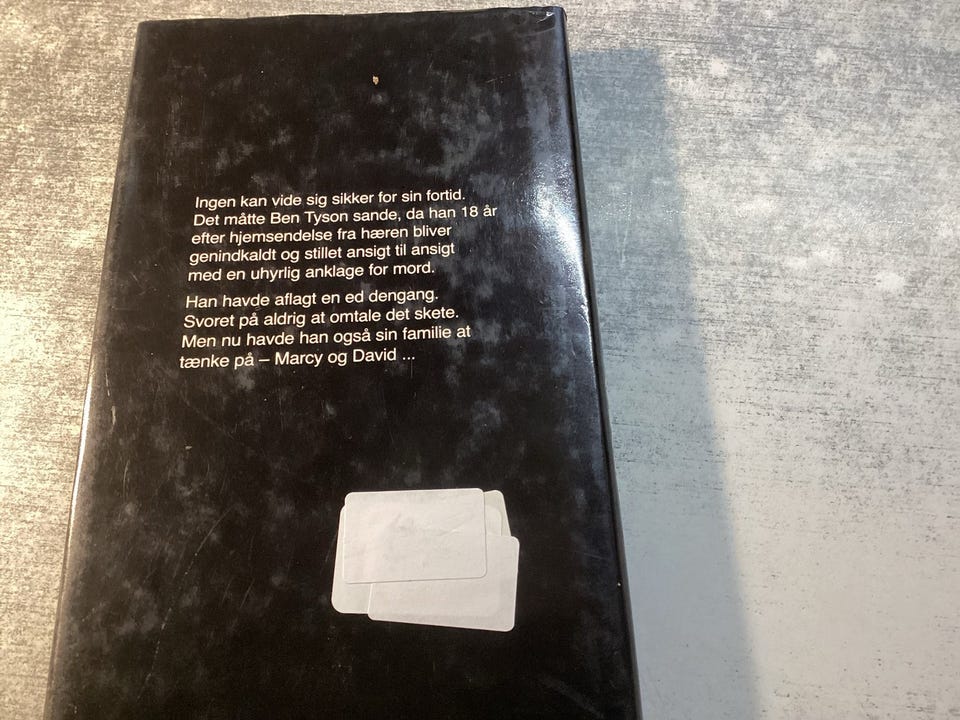 Ingen kan vide sig sikker for sin fortid.
Det måtte Ben Tyson sande, da han 18 år
efter hjemsendelse fra hæren bliver
genindkaldt og stillet ansigt til ansigt
med en uhyrlig anklage for mord.
Han havde aflagt en ed dengang.
Svoret på aldrig at omtale det skete.
Men nu havde han også sin familie at
tænke på – Marcy og David ...